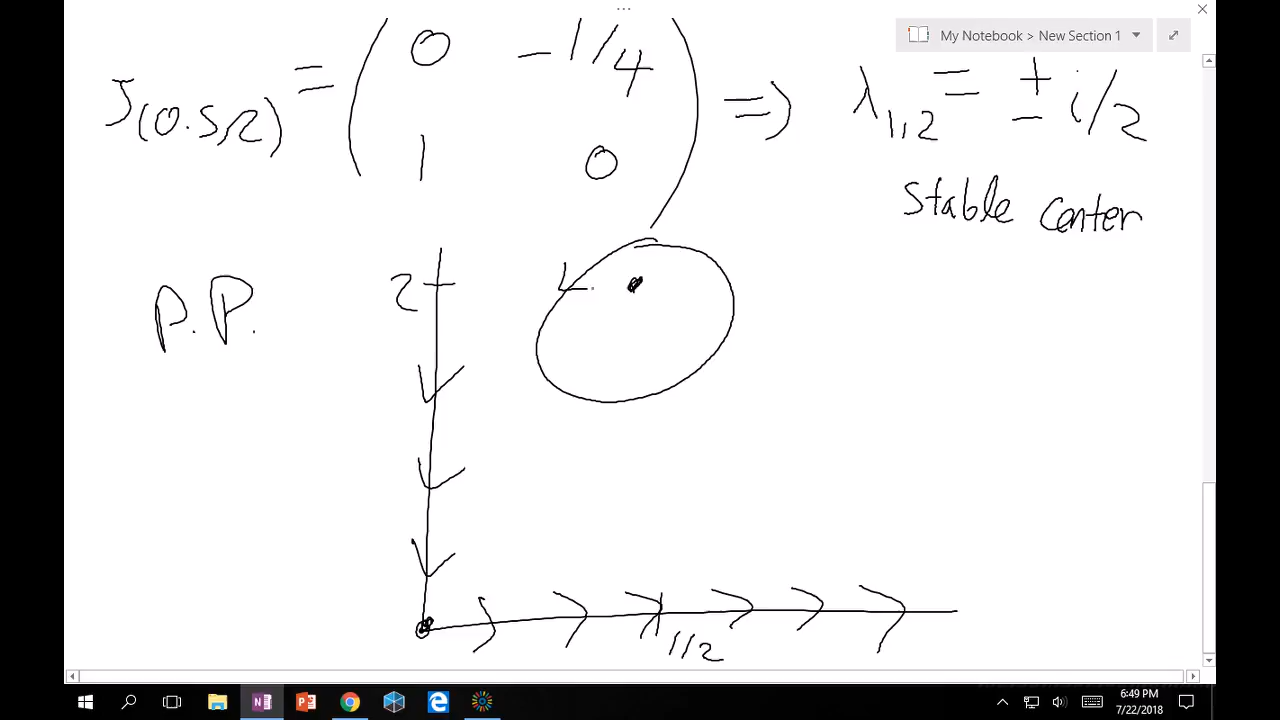 My Notebook > New Section 1
J(0.5,2) = ( 0 -1/4
1 0 ) => λ1,2 = ± i/2
Stable center
P.P.
2
1/2
6:49 PM
7/22/2018